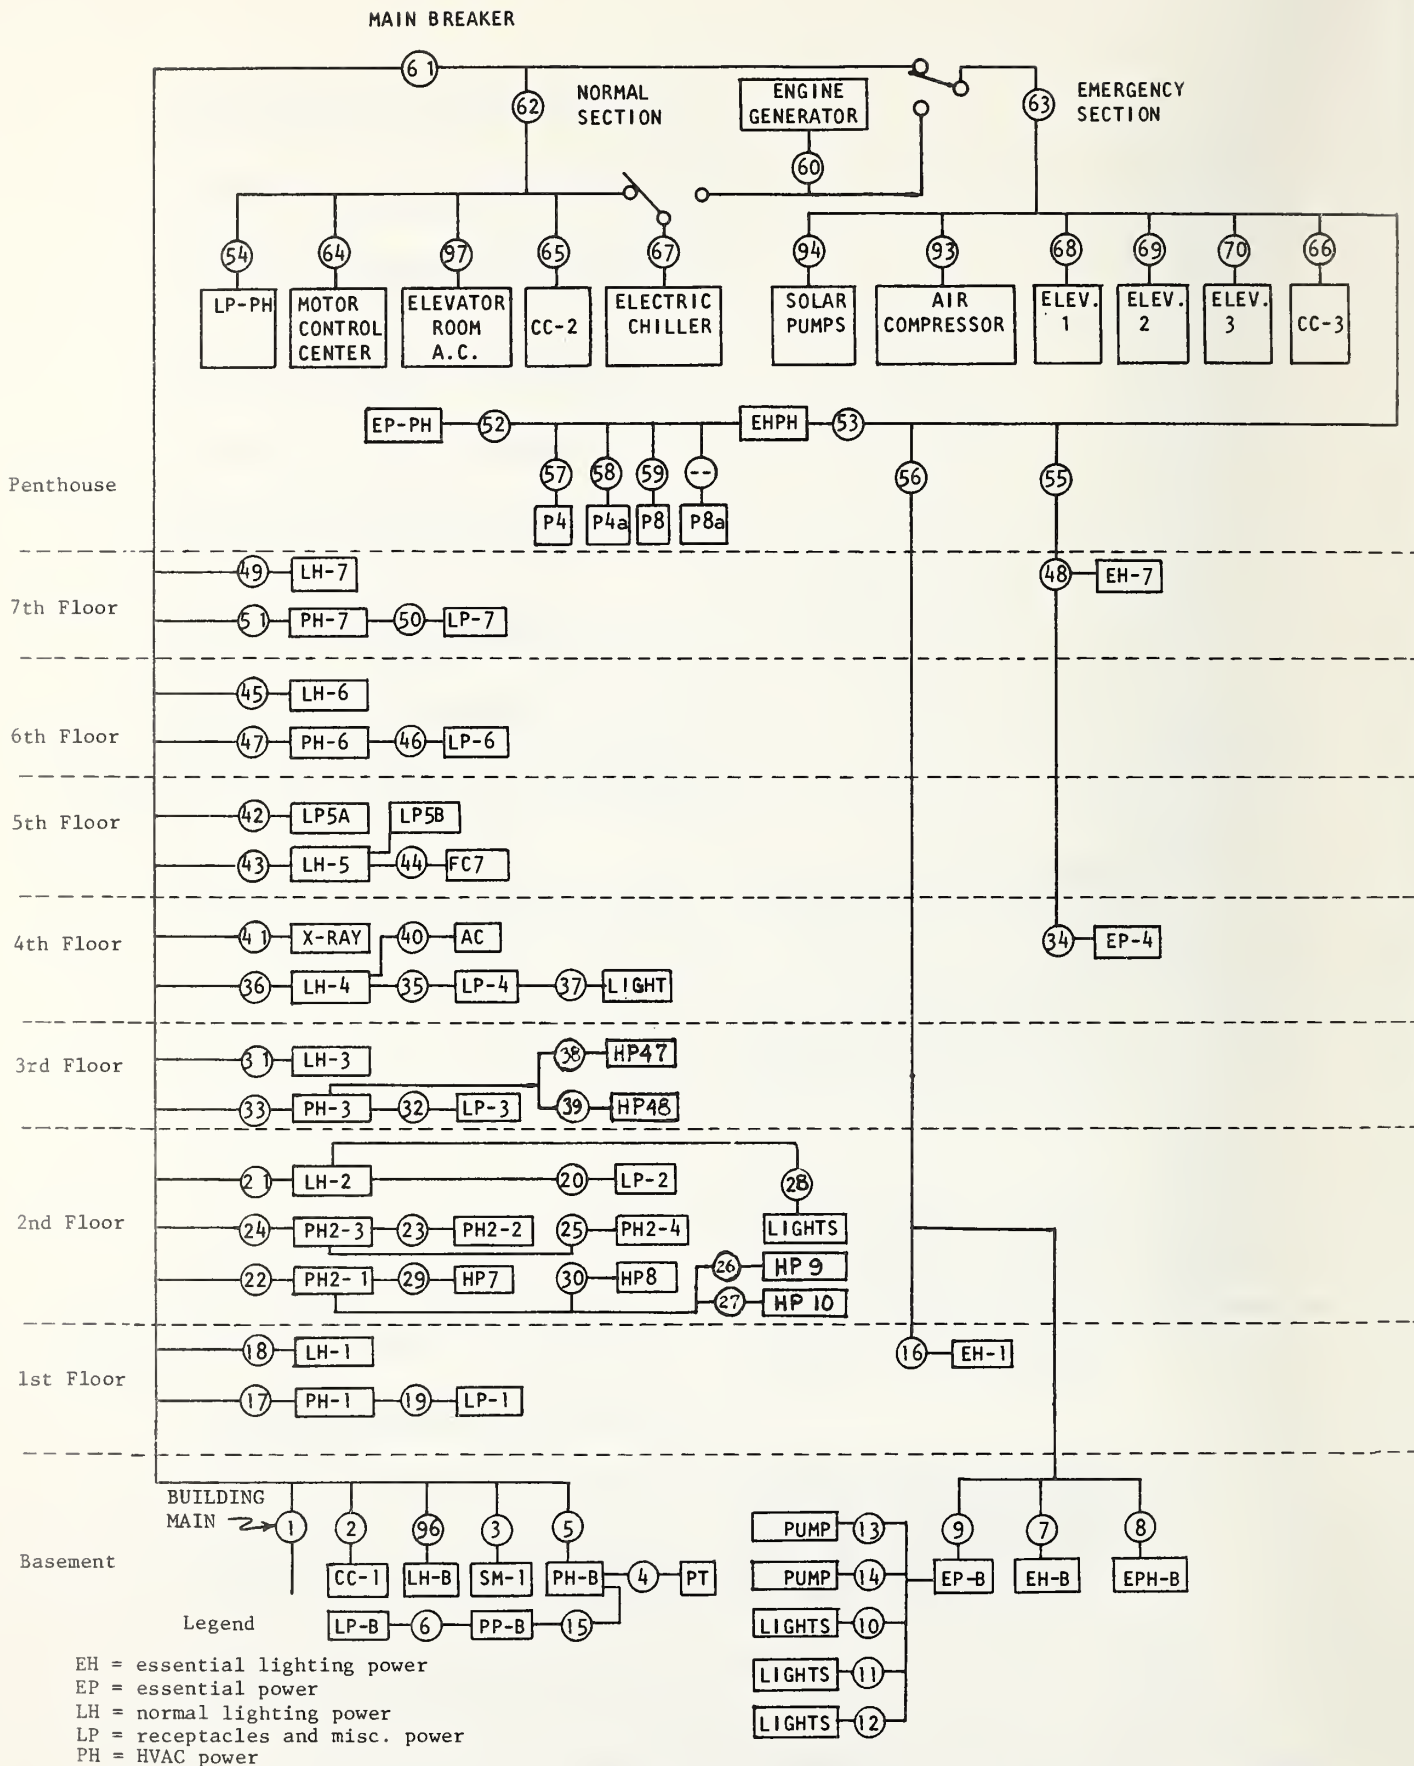 MAIN BREAKER
61
62
NORMAL
SECTION
ENGINE
GENERATOR
60
63
EMERGENCY
SECTION
54
64
97
65
67
94
93
68
69
70
66
LP-PH
MOTOR
CONTROL
CENTER
ELEVATOR
ROOM
A.C.
CC-2
ELECTRIC
CHILLER
SOLAR
PUMPS
AIR
COMPRESSOR
ELEV.
1
ELEV.
2
ELEV.
3
CC-3
EP-PH
52
EHPH
53
57
58
59
--
56
55
P4
P4a
P8
P8a
Penthouse
49
LH-7
48
EH-7
7th Floor
51
PH-7
50
LP-7
45
LH-6
6th Floor
47
PH-6
46
LP-6
5th Floor
42
LP5A
LP5B
43
LH-5
44
FC7
4th Floor
41
X-RAY
40
AC
34
EP-4
36
LH-4
35
LP-4
37
LIGHT
3rd Floor
31
LH-3
38
HP47
33
PH-3
32
LP-3
39
HP48
21
LH-2
20
LP-2
28
2nd Floor
24
PH2-3
23
PH2-2
25
PH2-4
LIGHTS
22
PH2-1
29
HP7
30
HP8
26
HP 9
27
HP 10
18
LH-1
16
EH-1
1st Floor
17
PH-1
19
LP-1
BUILDING
MAIN
1
2
96
3
5
13
PUMP
9
7
8
Basement
CC-1
LH-B
SM-1
PH-B
4
PT
PUMP
14
EP-B
EH-B
EPH-B
Legend
LP-B
6
PP-B
15
LIGHTS
10
LIGHTS
11
LIGHTS
12
EH = essential lighting power
EP = essential power
LH = normal lighting power
LP = receptacles and misc. power
PH = HVAC power